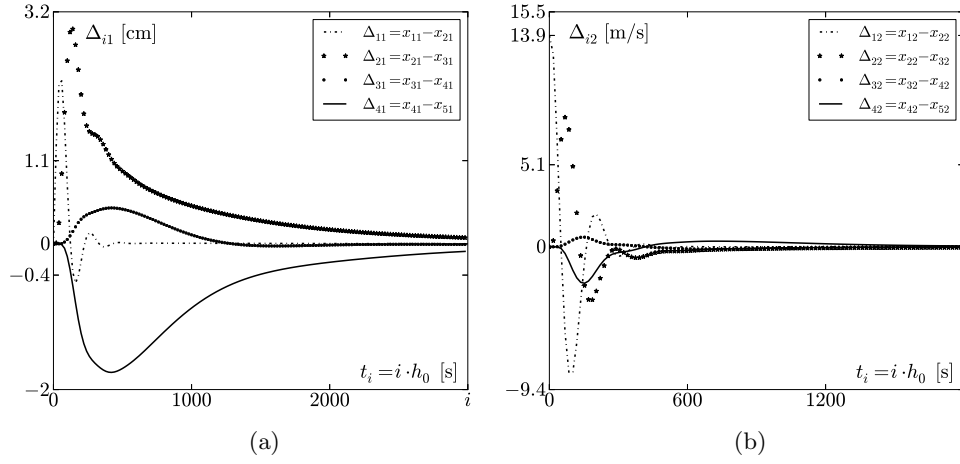 3.2
Δi1 [cm]
1.1
0
−0.4
−2
Δ11=x11−x21
Δ21=x21−x31
Δ31=x31−x41
Δ41=x41−x51
ti=i·h0 [s]
0 1000 2000 i
(a)
15.5
13.9
Δi2 [m/s]
5.1
0
−9.4
Δ12=x12−x22
Δ22=x22−x32
Δ32=x32−x42
Δ42=x42−x52
ti=i·h0 [s]
0 600 1200
(b)